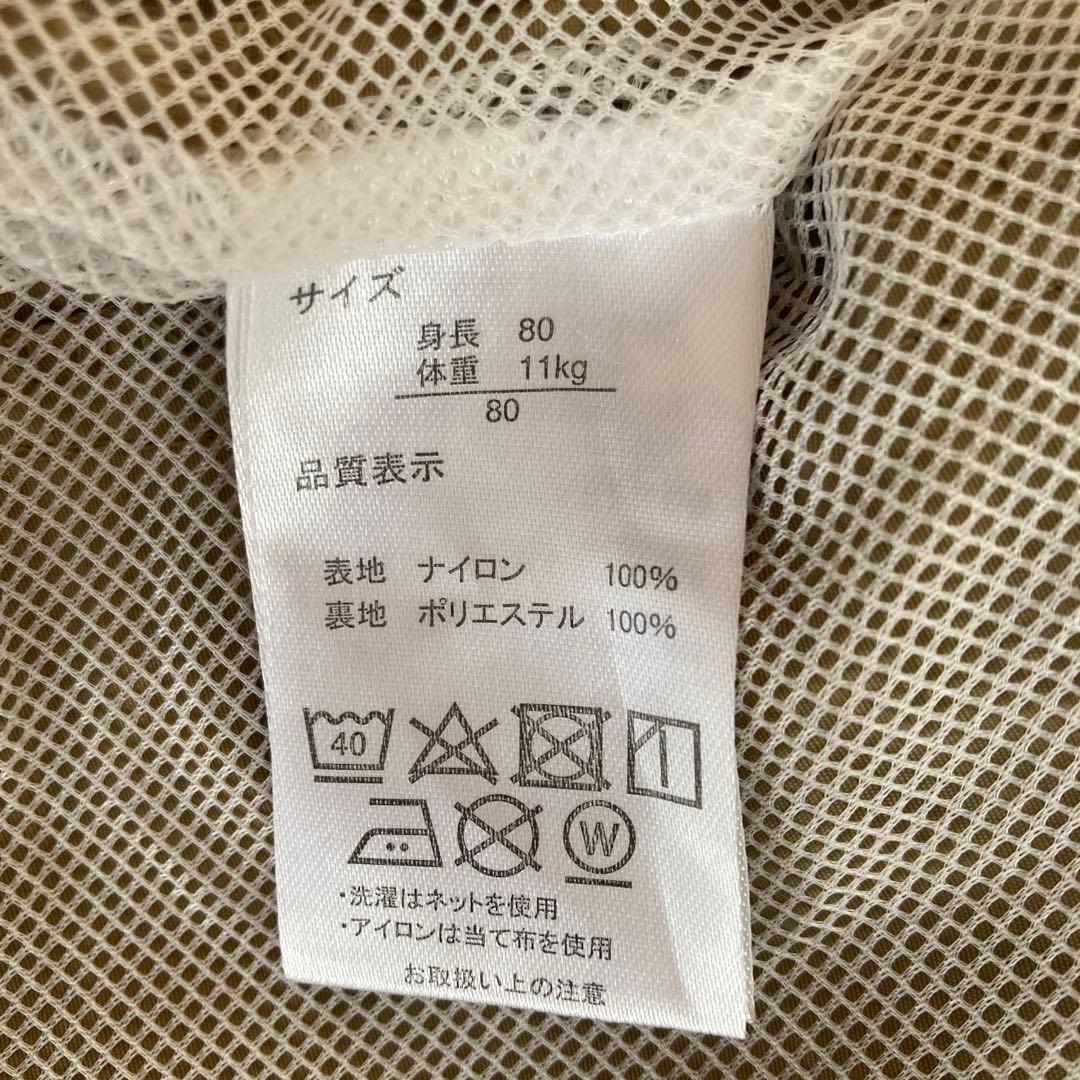 サイズ
身長 80
体重 11kg
80
品質表示
表地 ナイロン 100%
裏地 ポリエステル 100%
40
W
・洗濯はネットを使用
・アイロンは当て布を使用
お取扱い上の注意